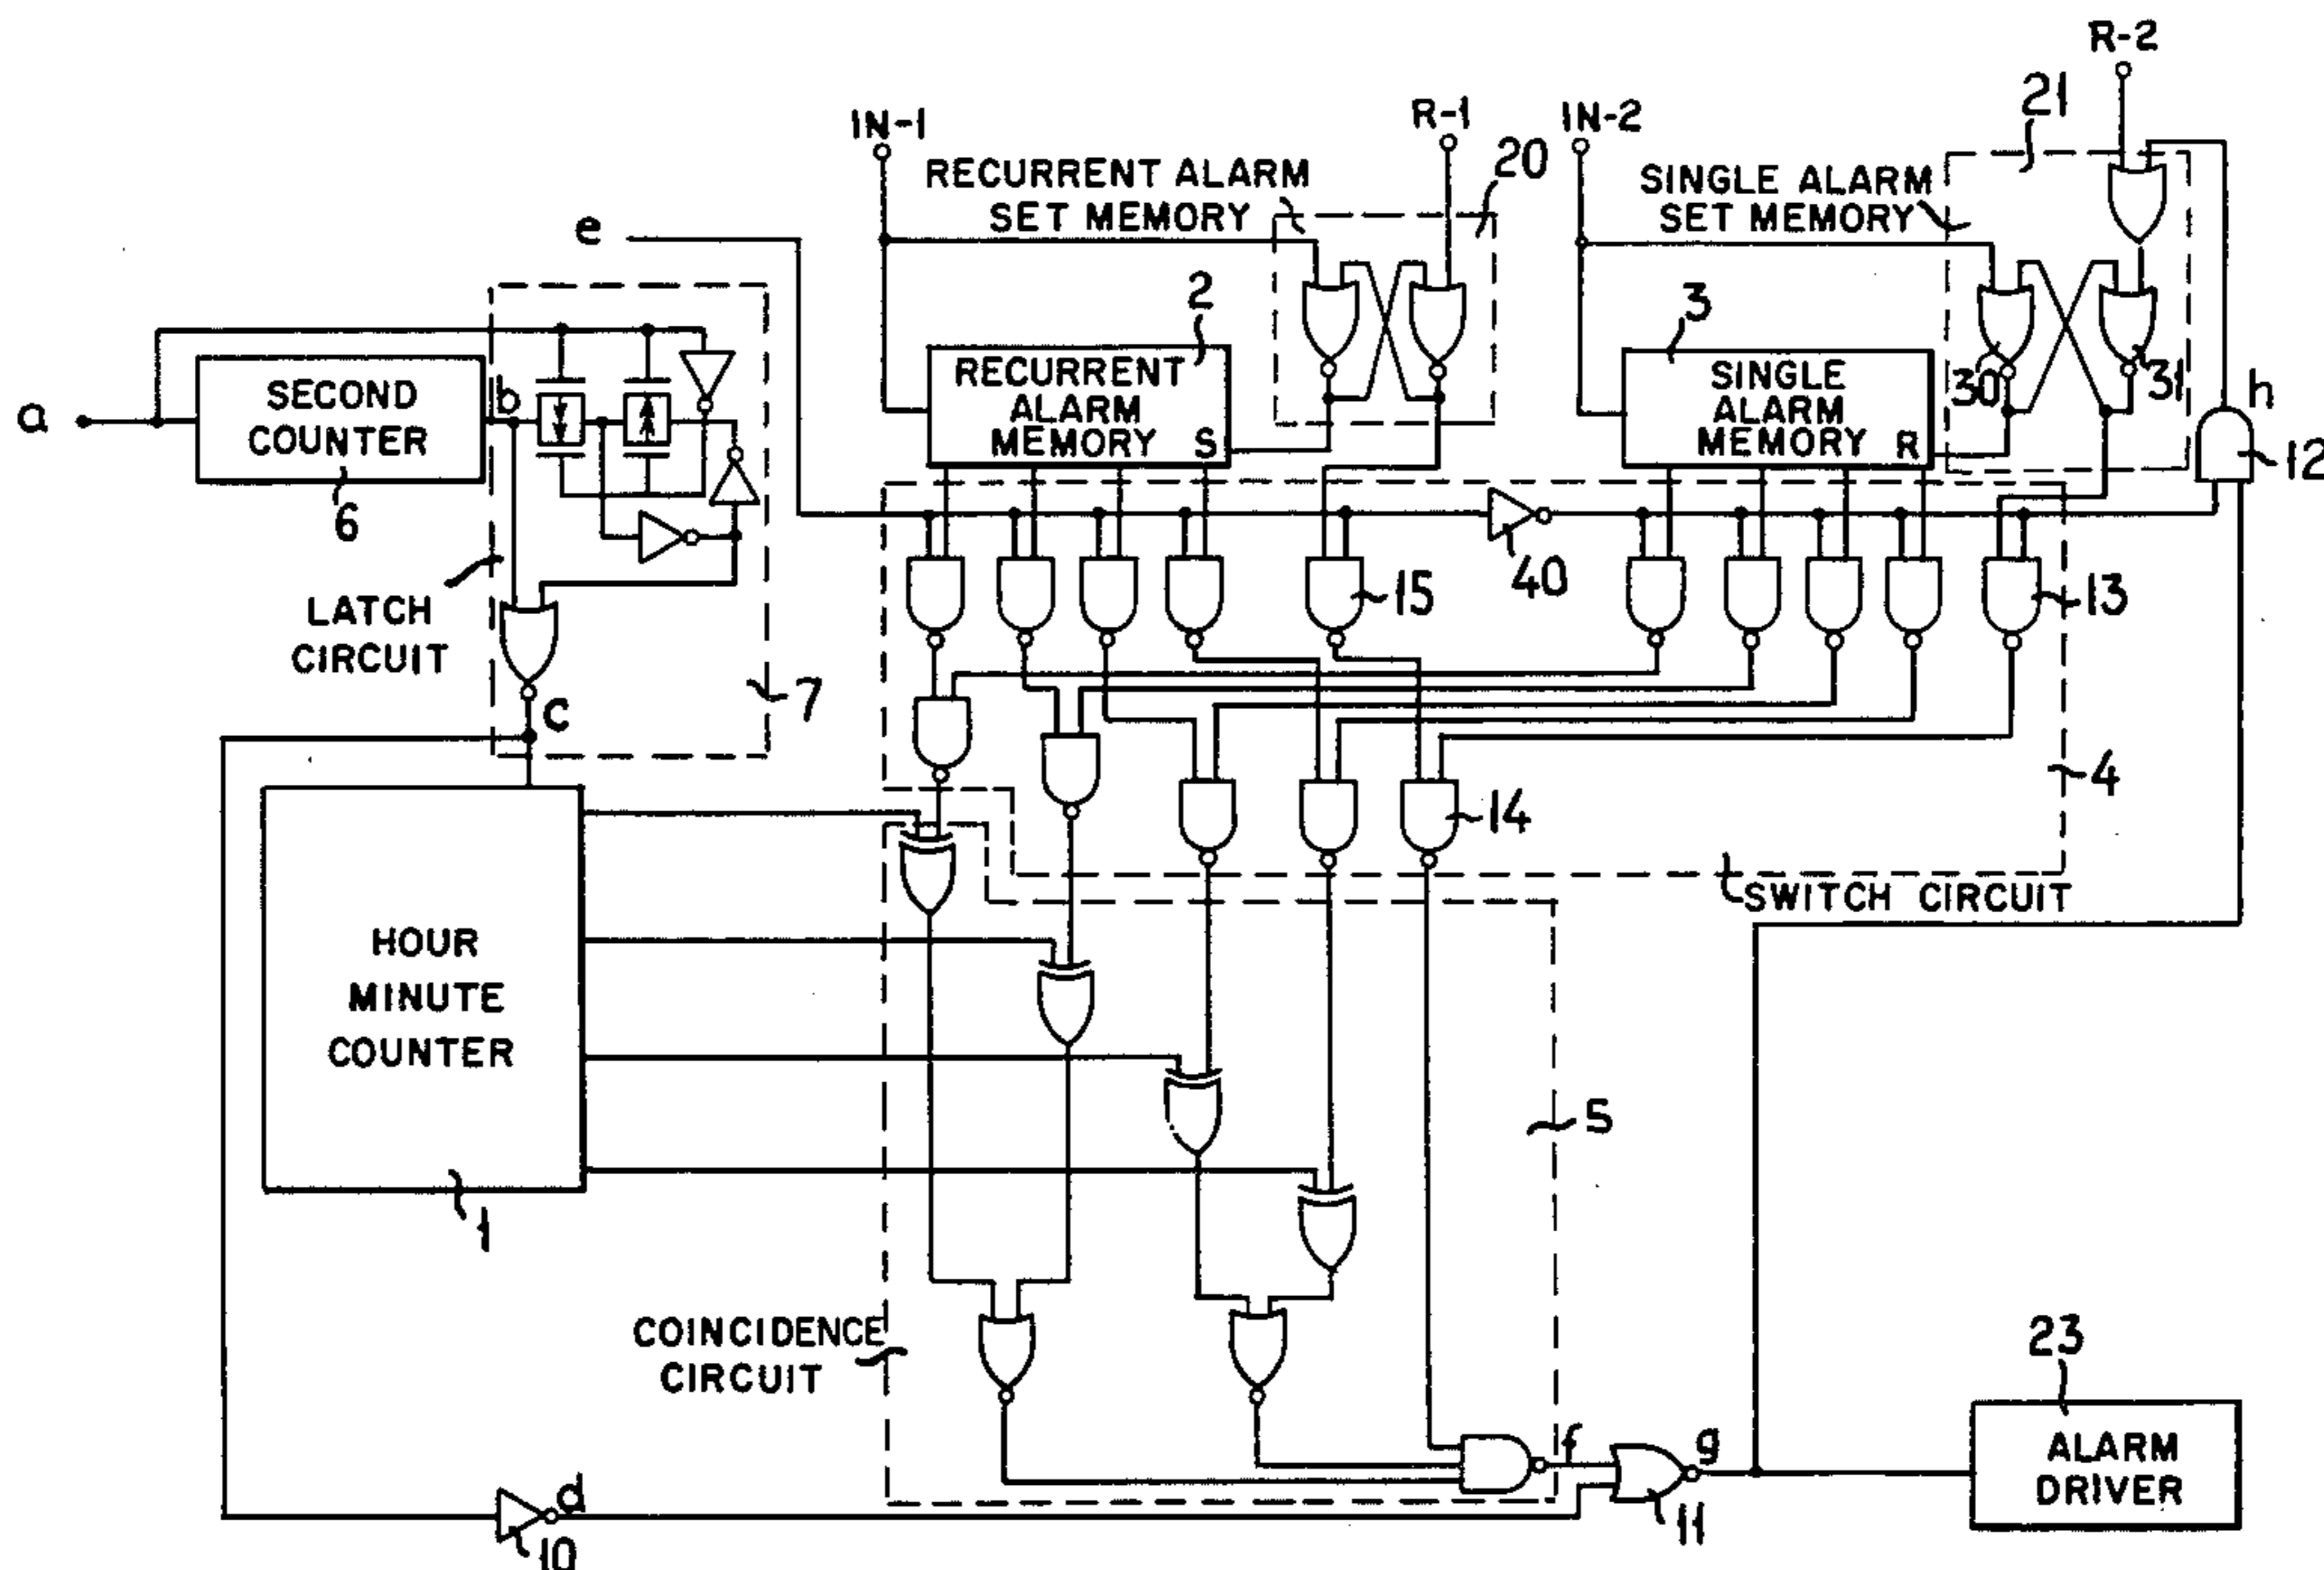 R-2
IN-1
R-1
IN-2
21
20
RECURRENT ALARM
SET MEMORY
SINGLE ALARM
SET MEMORY
e
2
3
RECURRENT
ALARM
MEMORY
S
SINGLE
ALARM
MEMORY
R
30
31
h
12
a
SECOND
COUNTER
b
6
40
15
13
LATCH
CIRCUIT
7
c
4
14
SWITCH CIRCUIT
HOUR
MINUTE
COUNTER
1
5
COINCIDENCE
CIRCUIT
23
f
g
ALARM
DRIVER
d
10
11